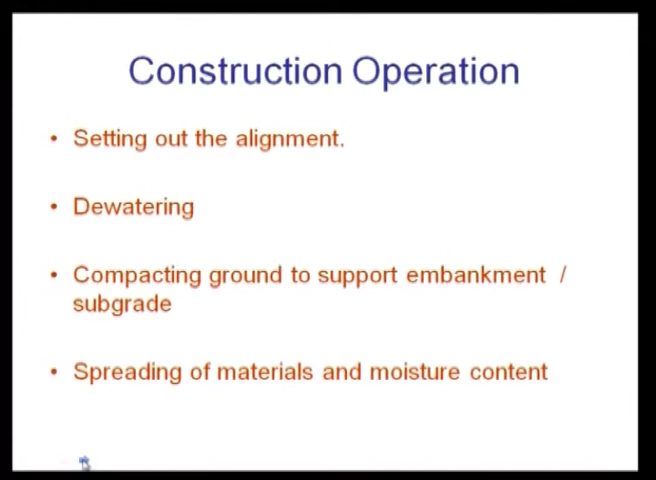 Construction Operation
• Setting out the alignment.
• Dewatering
• Compacting ground to support embankment /
subgrade
• Spreading of materials and moisture content